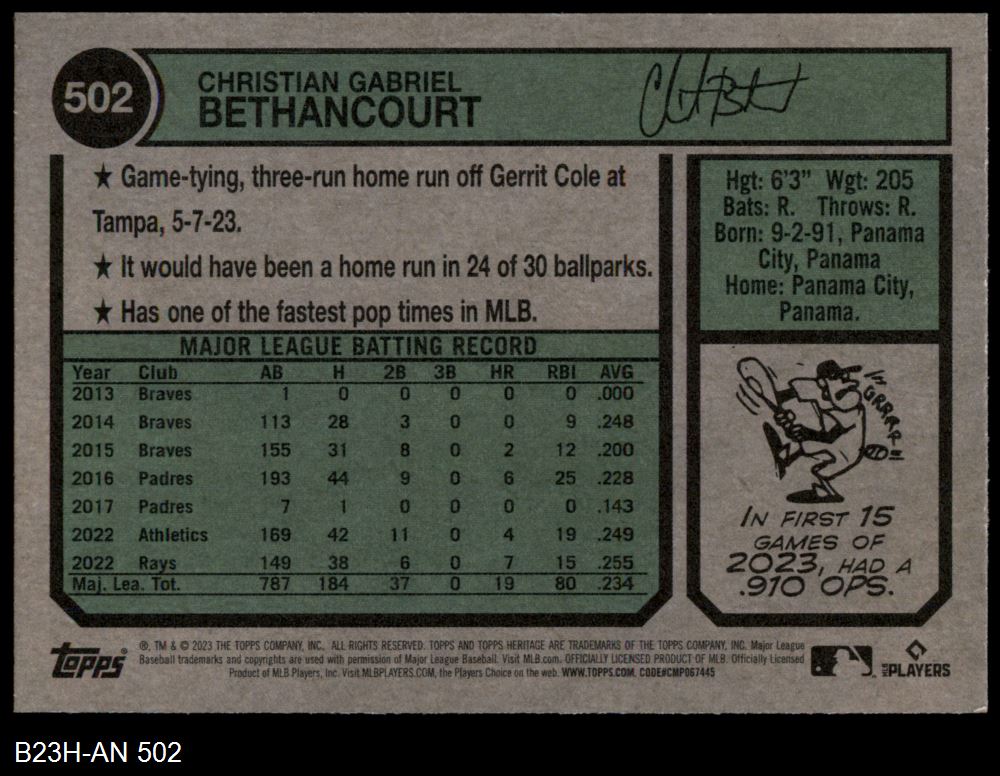 502
CHRISTIAN GABRIEL
BETHANCOURT
★ Game-tying, three-run home run off Gerrit Cole at
Tampa, 5-7-23.
★ It would have been a home run in 24 of 30 ballparks.
★ Has one of the fastest pop times in MLB.
Hgt: 6'3" Wgt: 205
Bats: R. Throws: R.
Born: 9-2-91, Panama
City, Panama
Home: Panama City,
Panama.
MAJOR LEAGUE BATTING RECORD
Year Club AB H 2B 3B HR RBI AVG
2013 Braves 1 0 0 0 0 0 .000
2014 Braves 113 28 3 0 0 9 .248
2015 Braves 155 31 8 0 2 12 .200
2016 Padres 193 44 9 0 6 25 .228
2017 Padres 7 1 0 0 0 0 .143
2022 Athletics 169 42 11 0 4 19 .249
2022 Rays 149 38 6 0 7 15 .255
Maj. Lea. Tot. 787 184 37 0 19 80 .234
GRRRR
IN FIRST 15
GAMES OF
2023, HAD A
.910 OPS.
topps
®, TM & © 2023 THE TOPPS COMPANY, INC. ALL RIGHTS RESERVED. TOPPS AND TOPPS HERITAGE ARE TRADEMARKS OF THE TOPPS COMPANY, INC. Major League
Baseball trademarks and copyrights are used with permission of Major League Baseball. Visit MLB.com. OFFICIALLY LICENSED PRODUCT OF MLB. Officially Licensed
Product of MLB Players, Inc. Visit MLBPLAYERS.COM, the Players Choice on the web. WWW.TOPPS.COM. CODE#CMP067445
MLB PLAYERS
B23H-AN 502